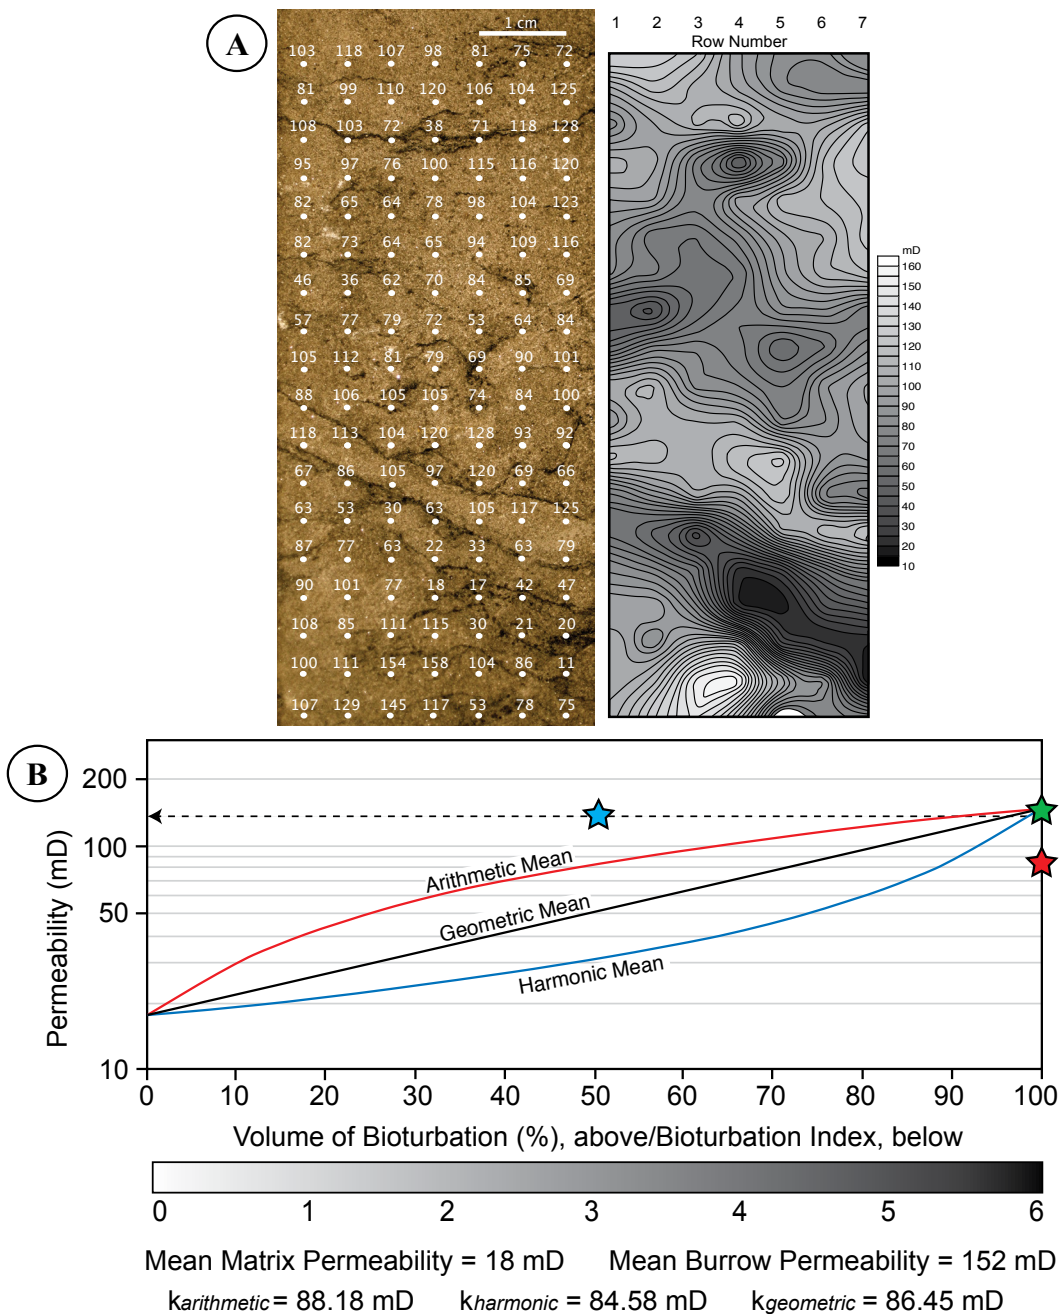 A
1 cm
103 118 107 98 81 75 72
81 99 110 120 106 104 125
108 103 72 38 71 118 128
95 97 76 100 115 116 120
82 65 64 78 98 104 123
82 73 64 65 94 109 116
46 36 62 70 84 85 69
57 77 79 72 53 64 84
105 112 81 79 69 90 101
88 106 105 105 74 84 100
118 113 104 120 128 93 92
67 86 105 97 120 69 66
63 53 30 63 105 117 125
87 77 63 22 33 63 79
90 101 77 18 17 42 47
108 85 111 115 30 21 20
100 111 154 158 104 86 11
107 129 145 117 53 78 75
1 2 3 4 5 6 7
Row Number
mD
160
150
140
130
120
110
100
90
80
70
60
50
40
30
20
10
B
Permeability (mD)
200
100
50
10
Arithmetic Mean
Geometric Mean
Harmonic Mean
0 10 20 30 40 50 60 70 80 90 100
Volume of Bioturbation (%), above/Bioturbation Index, below
0 1 2 3 4 5 6
Mean Matrix Permeability = 18 mD Mean Burrow Permeability = 152 mD
karithmetic = 88.18 mD kharmonic = 84.58 mD kgeometric = 86.45 mD